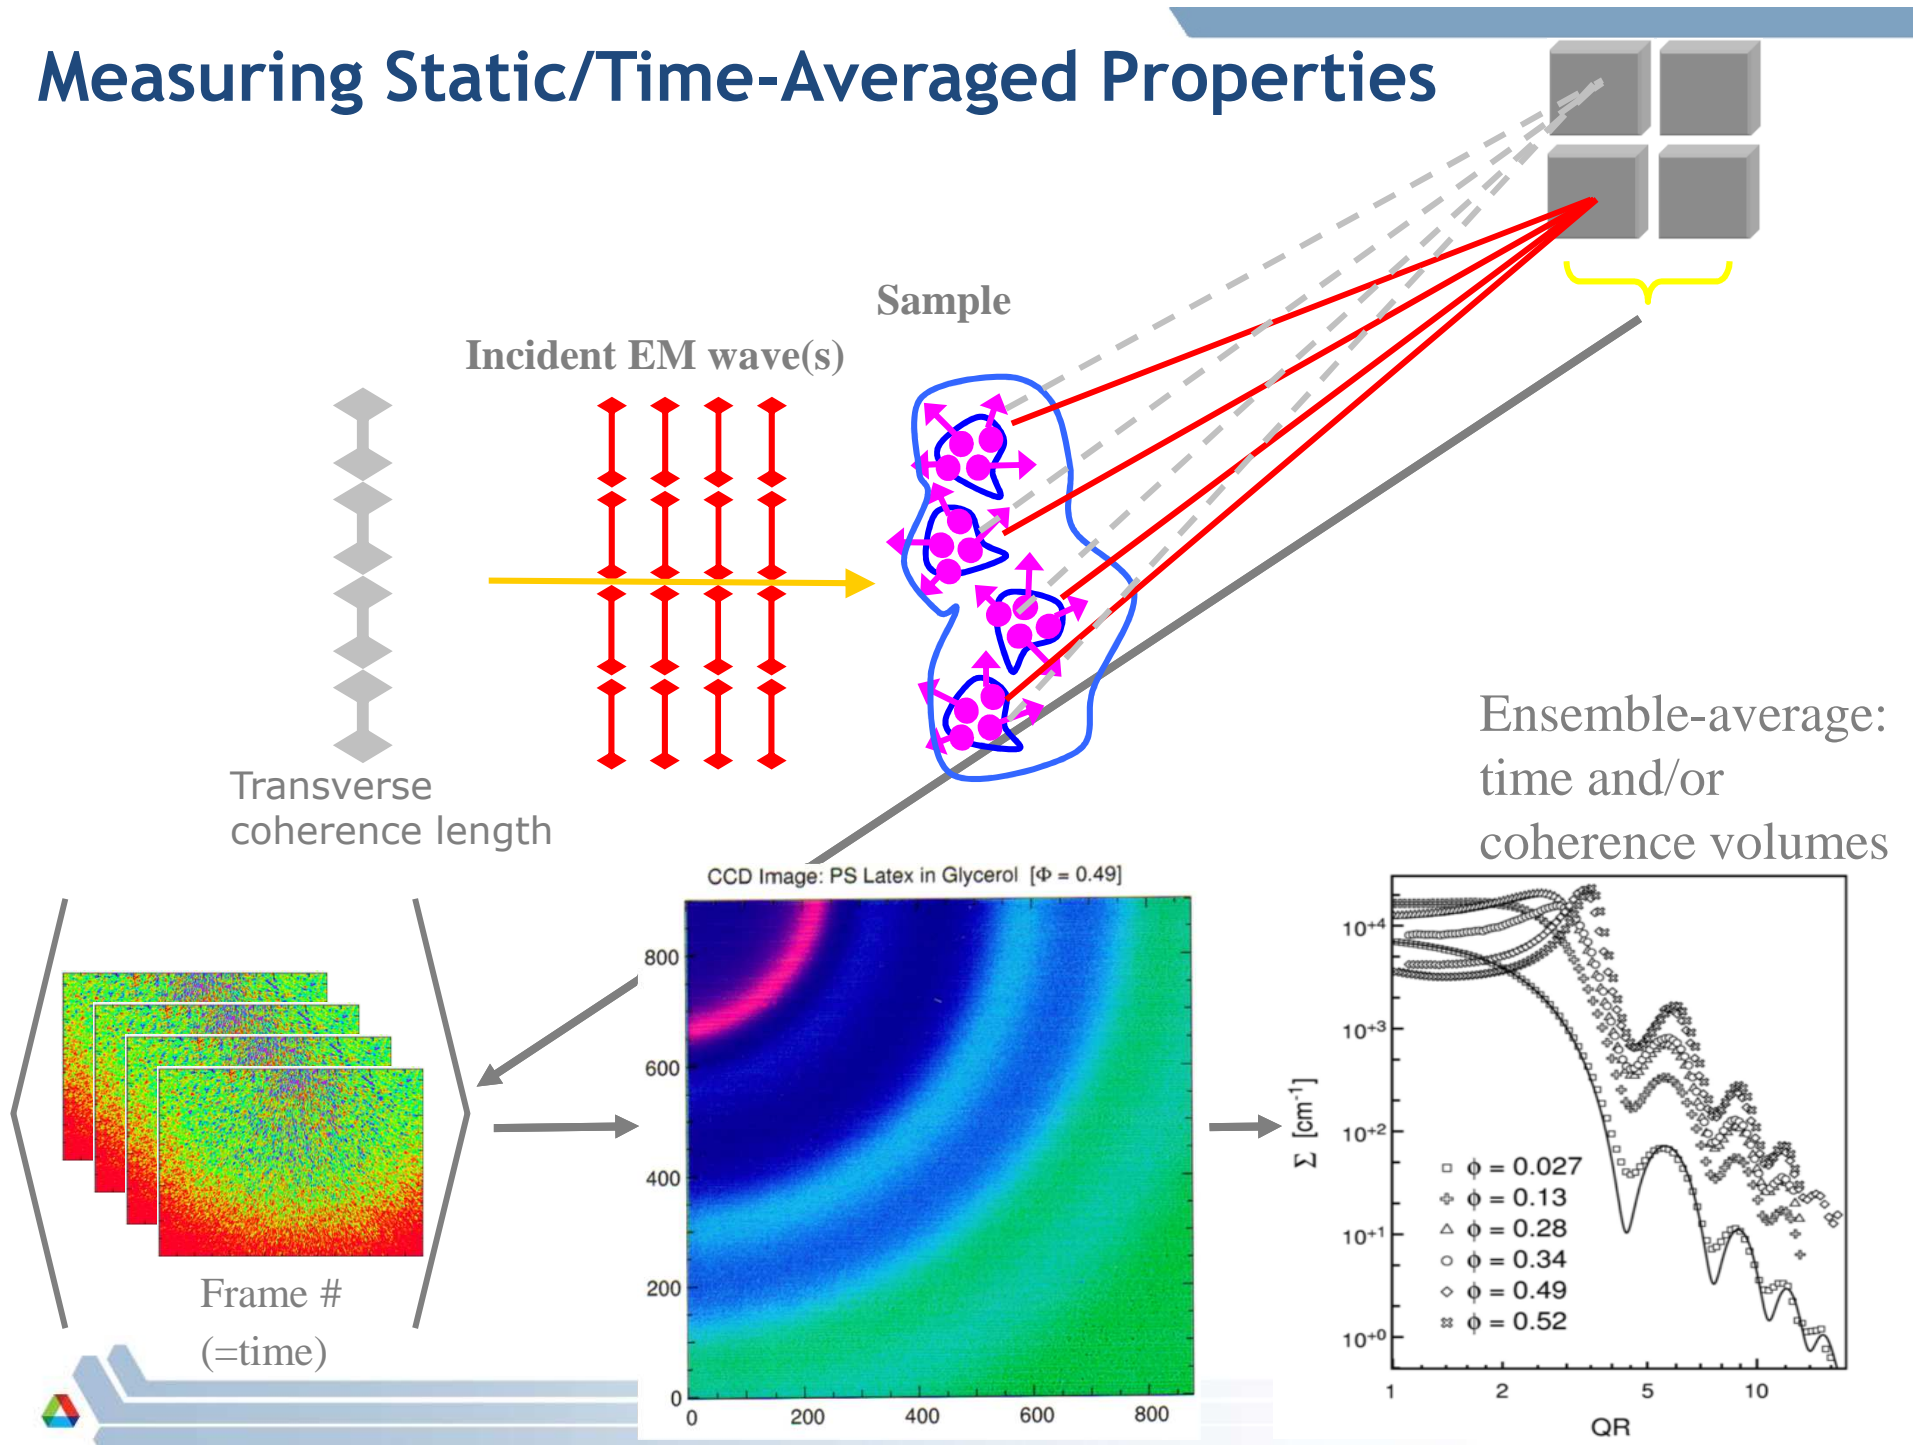 Measuring Static/Time-Averaged Properties
Sample
Incident EM wave(s)
Transverse
coherence length
Ensemble-average:
time and/or
coherence volumes
CCD Image: PS Latex in Glycerol [Φ = 0.49]
800
600
400
200
0
0 200 400 600 800
Frame #
(=time)
10+4
10+3
10+2
10+1
10+0
Σ [cm-1]
ϕ = 0.027
ϕ = 0.13
ϕ = 0.28
ϕ = 0.34
ϕ = 0.49
ϕ = 0.52
1 2 5 10
QR